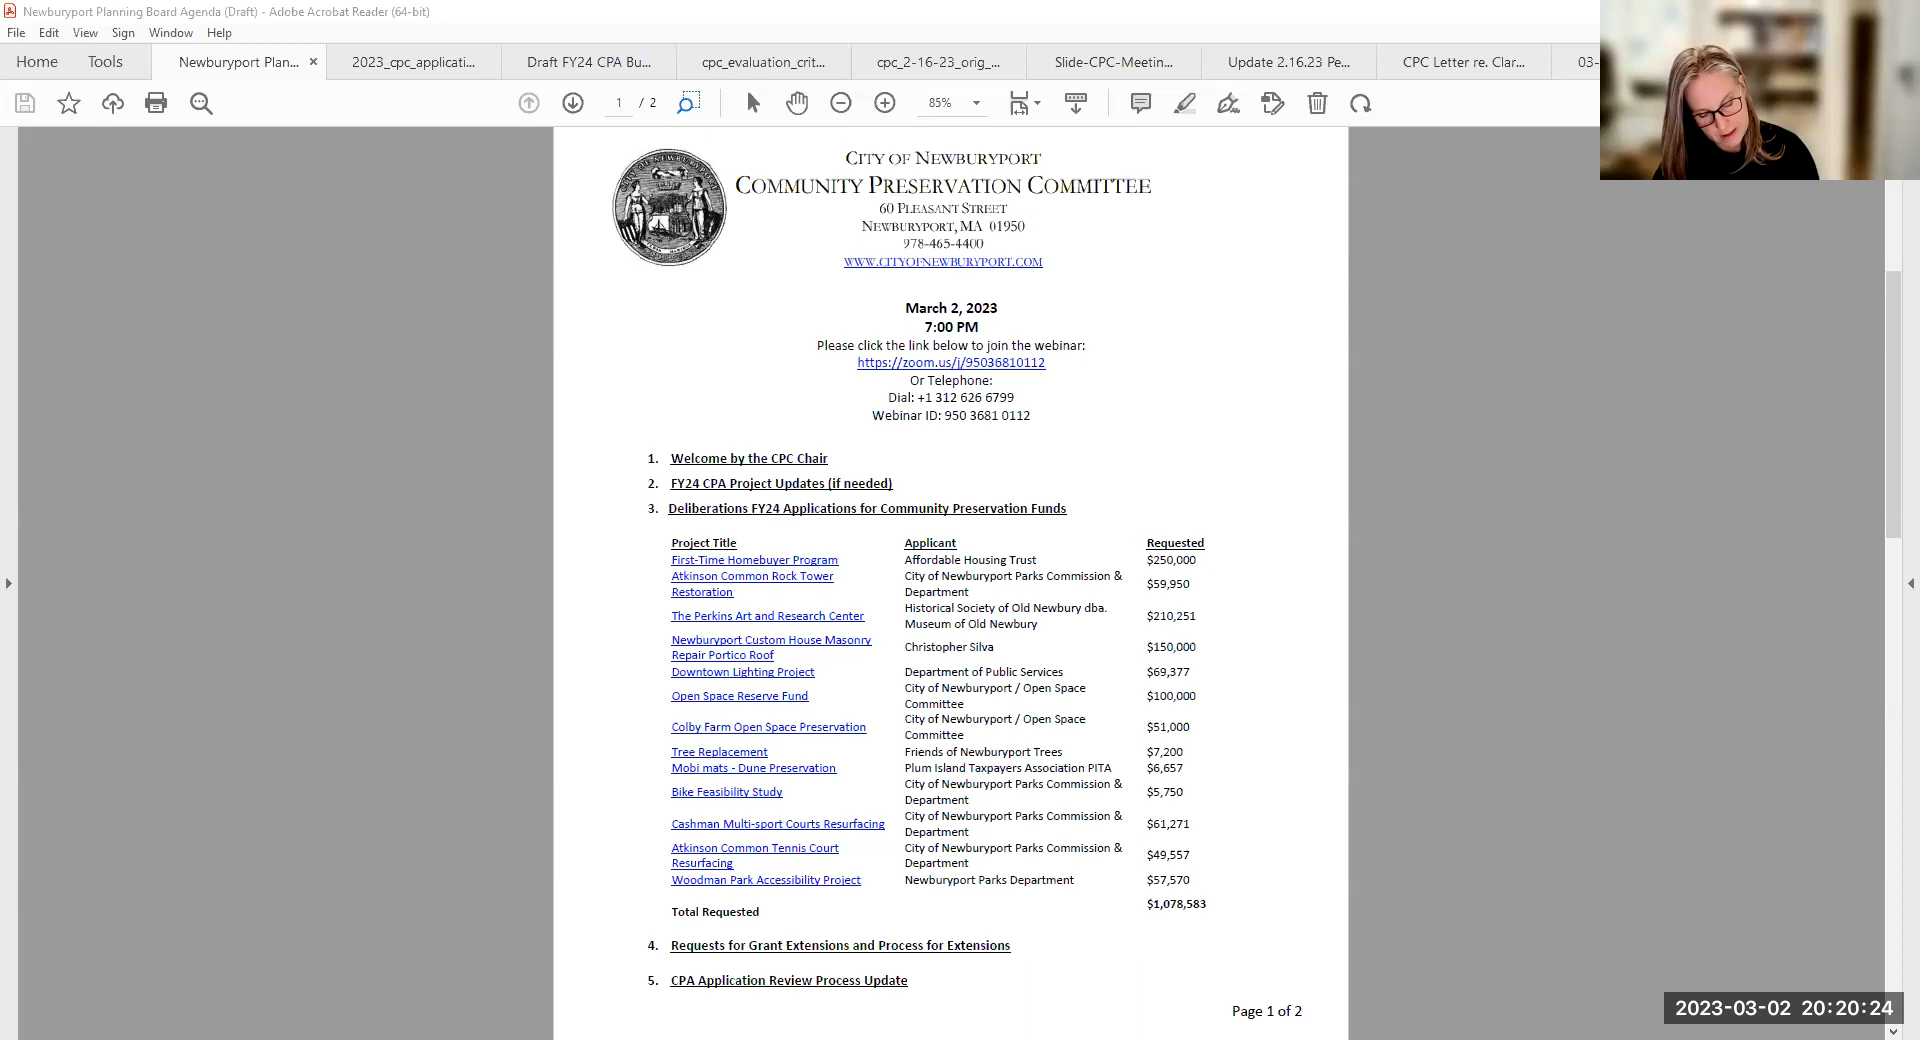 Newburyport Planning Board Agenda (Draft) - Adobe Acrobat Reader (64-bit)
File Edit View Sign Window Help
Home Tools Newburyport Plan... × 2023_cpc_applicati... Draft FY24 CPA Bu... cpc_evaluation_crit... cpc_2-16-23_orig_... Slide-CPC-Meetin... Update 2.16.23 Pe... CPC Letter re. Clar... 03-
1 / 2 85%
CITY OF NEWBURYPORT
COMMUNITY PRESERVATION COMMITTEE
60 PLEASANT STREET
NEWBURYPORT, MA 01950
978-465-4400
WWW.CITYOFNEWBURYPORT.COM
March 2, 2023
7:00 PM
Please click the link below to join the webinar:
https://zoom.us/j/95036810112
Or Telephone:
Dial: +1 312 626 6799
Webinar ID: 950 3681 0112
1. Welcome by the CPC Chair
2. FY24 CPA Project Updates (if needed)
3. Deliberations FY24 Applications for Community Preservation Funds
Project Title Applicant Requested
First-Time Homebuyer Program Affordable Housing Trust $250,000
Atkinson Common Rock Tower Restoration City of Newburyport Parks Commission & Department $59,950
The Perkins Art and Research Center Historical Society of Old Newbury dba. Museum of Old Newbury $210,251
Newburyport Custom House Masonry Repair Portico Roof Christopher Silva $150,000
Downtown Lighting Project Department of Public Services $69,377
Open Space Reserve Fund City of Newburyport / Open Space Committee $100,000
Colby Farm Open Space Preservation City of Newburyport / Open Space Committee $51,000
Tree Replacement Friends of Newburyport Trees $7,200
Mobi mats - Dune Preservation Plum Island Taxpayers Association PITA $6,657
Bike Feasibility Study City of Newburyport Parks Commission & Department $5,750
Cashman Multi-sport Courts Resurfacing City of Newburyport Parks Commission & Department $61,271
Atkinson Common Tennis Court Resurfacing City of Newburyport Parks Commission & Department $49,557
Woodman Park Accessibility Project Newburyport Parks Department $57,570
Total Requested $1,078,583
4. Requests for Grant Extensions and Process for Extensions
5. CPA Application Review Process Update
Page 1 of 2
2023-03-02 20:20:24